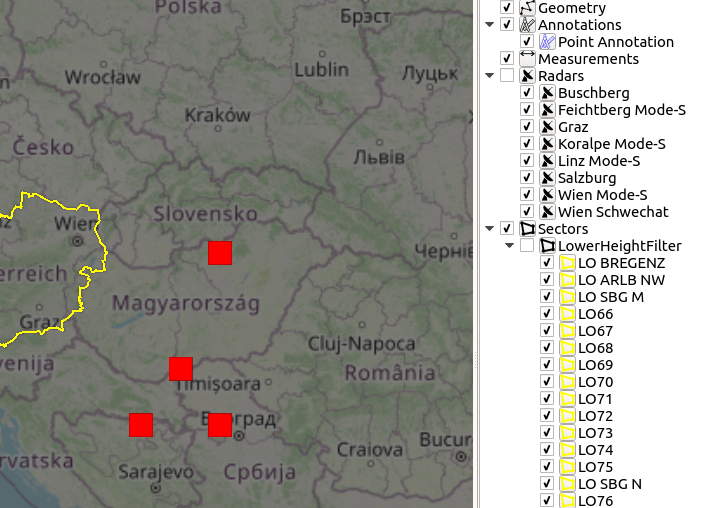 Polska
Брэст
Wrocław
Lublin
Луцьк
Kraków
Česko
Львів
Slovensko
Wien
Чернів
erreich
Magyarország
Graz
Cluj-Napoca
venija
România
Timișoara
Београд
Craiova
Bucur
rvatska
Sarajevo
Србија
Geometry
Annotations
Point Annotation
Measurements
Radars
Buschberg
Feichtberg Mode-S
Graz
Koralpe Mode-S
Linz Mode-S
Salzburg
Wien Mode-S
Wien Schwechat
Sectors
LowerHeightFilter
LO BREGENZ
LO ARLB NW
LO SBG M
LO66
LO67
LO68
LO69
LO70
LO71
LO72
LO73
LO74
LO75
LO SBG N
LO76